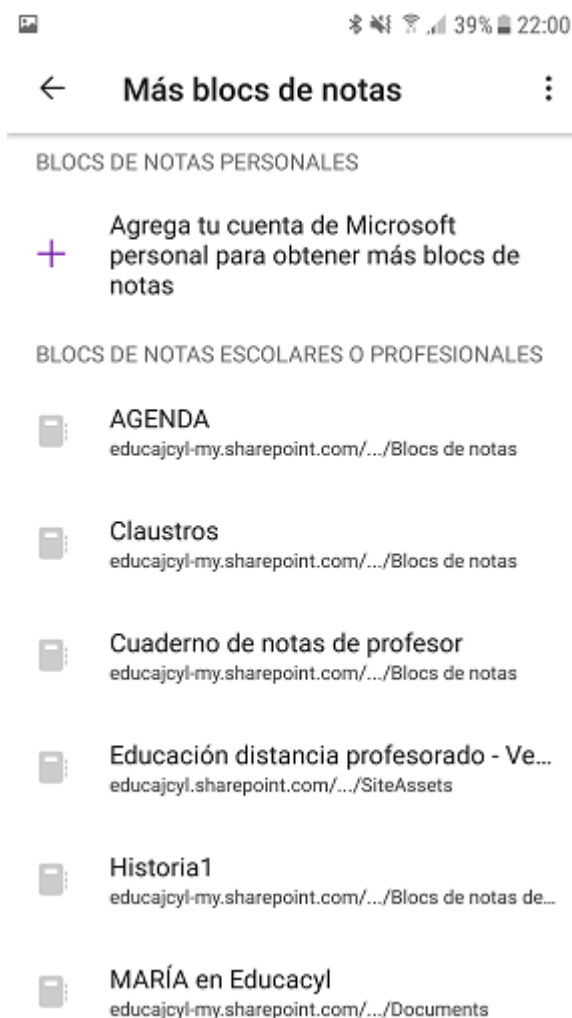 39% 22:00
Más blocs de notas
BLOCS DE NOTAS PERSONALES
Agrega tu cuenta de Microsoft
personal para obtener más blocs de
notas
BLOCS DE NOTAS ESCOLARES O PROFESIONALES
AGENDA
educajcyl-my.sharepoint.com/.../Blocs de notas
Claustros
educajcyl-my.sharepoint.com/.../Blocs de notas
Cuaderno de notas de profesor
educajcyl-my.sharepoint.com/.../Blocs de notas
Educación distancia profesorado - Ve...
educajcyl.sharepoint.com/.../SiteAssets
Historia1
educajcyl-my.sharepoint.com/.../Blocs de notas de...
MARÍA en Educacyl
educajcyl-my.sharepoint.com/.../Documents